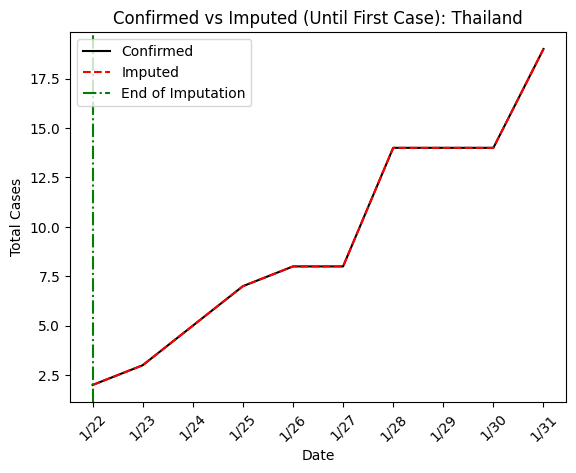 Confirmed vs Imputed (Until First Case): Thailand
Confirmed
Imputed
End of Imputation
Total Cases
17.5
15.0
12.5
10.0
7.5
5.0
2.5
1/22 1/23 1/24 1/25 1/26 1/27 1/28 1/29 1/30 1/31
Date